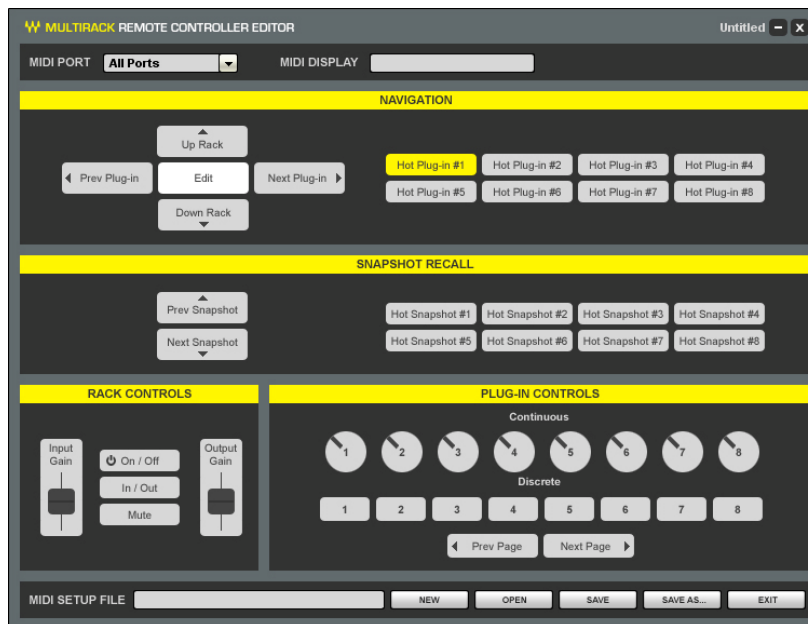 MULTIRACK REMOTE CONTROLLER EDITOR Untitled
MIDI PORT All Ports MIDI DISPLAY
NAVIGATION
Up Rack
Prev Plug-in Edit Next Plug-in
Down Rack
Hot Plug-in #1 Hot Plug-in #2 Hot Plug-in #3 Hot Plug-in #4
Hot Plug-in #5 Hot Plug-in #6 Hot Plug-in #7 Hot Plug-in #8
SNAPSHOT RECALL
Prev Snapshot
Next Snapshot
Hot Snapshot #1 Hot Snapshot #2 Hot Snapshot #3 Hot Snapshot #4
Hot Snapshot #5 Hot Snapshot #6 Hot Snapshot #7 Hot Snapshot #8
RACK CONTROLS
Input
Gain
On / Off
In / Out
Mute
Output
Gain
PLUG-IN CONTROLS
Continuous
1 2 3 4 5 6 7 8
Discrete
1 2 3 4 5 6 7 8
Prev Page Next Page
MIDI SETUP FILE NEW OPEN SAVE SAVE AS... EXIT